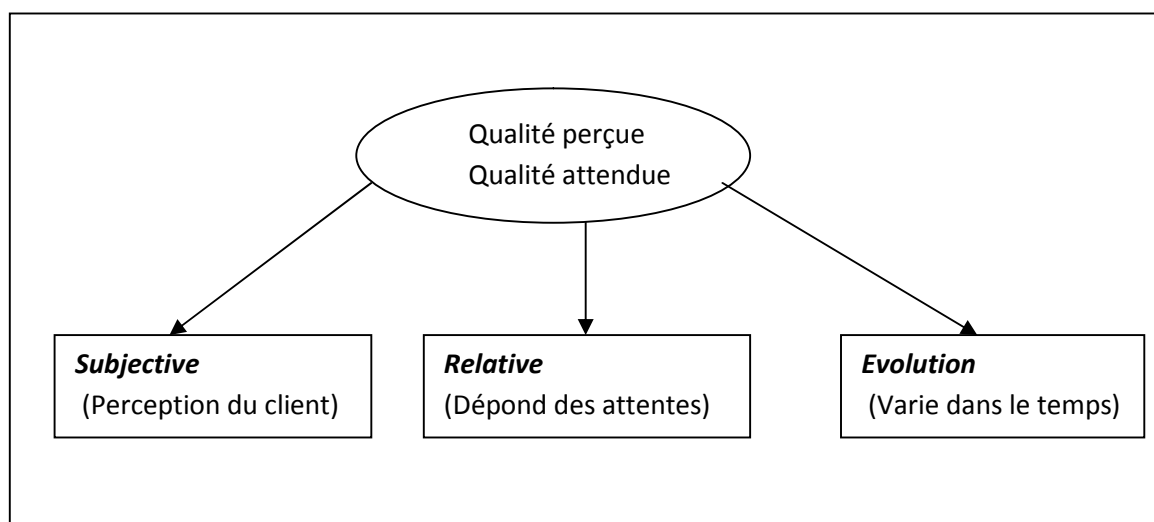 Qualité perçue
Qualité attendue
Subjective
(Perception du client)
Relative
(Dépond des attentes)
Evolution
(Varie dans le temps)